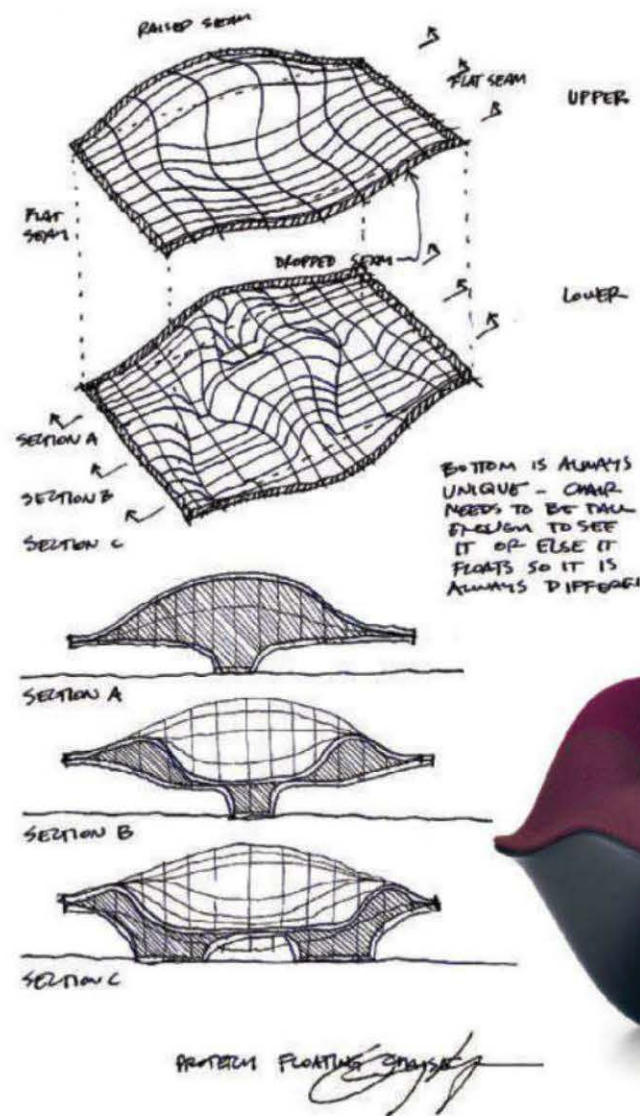 RAISED SEAM
FLAT SEAM
UPPER
FLAT
SEAM
DROPPED SEAM
LOWER
SECTION A
SECTION B
SECTION C
BOTTOM IS ALWAYS
UNIQUE - CHAIR
NEEDS TO BE TALL
ENOUGH TO SEE
IT OR ELSE IT
FLOATS SO IT IS
ALWAYS DIFFERE
SECTION A
SECTION B
SECTION C
FLOATING